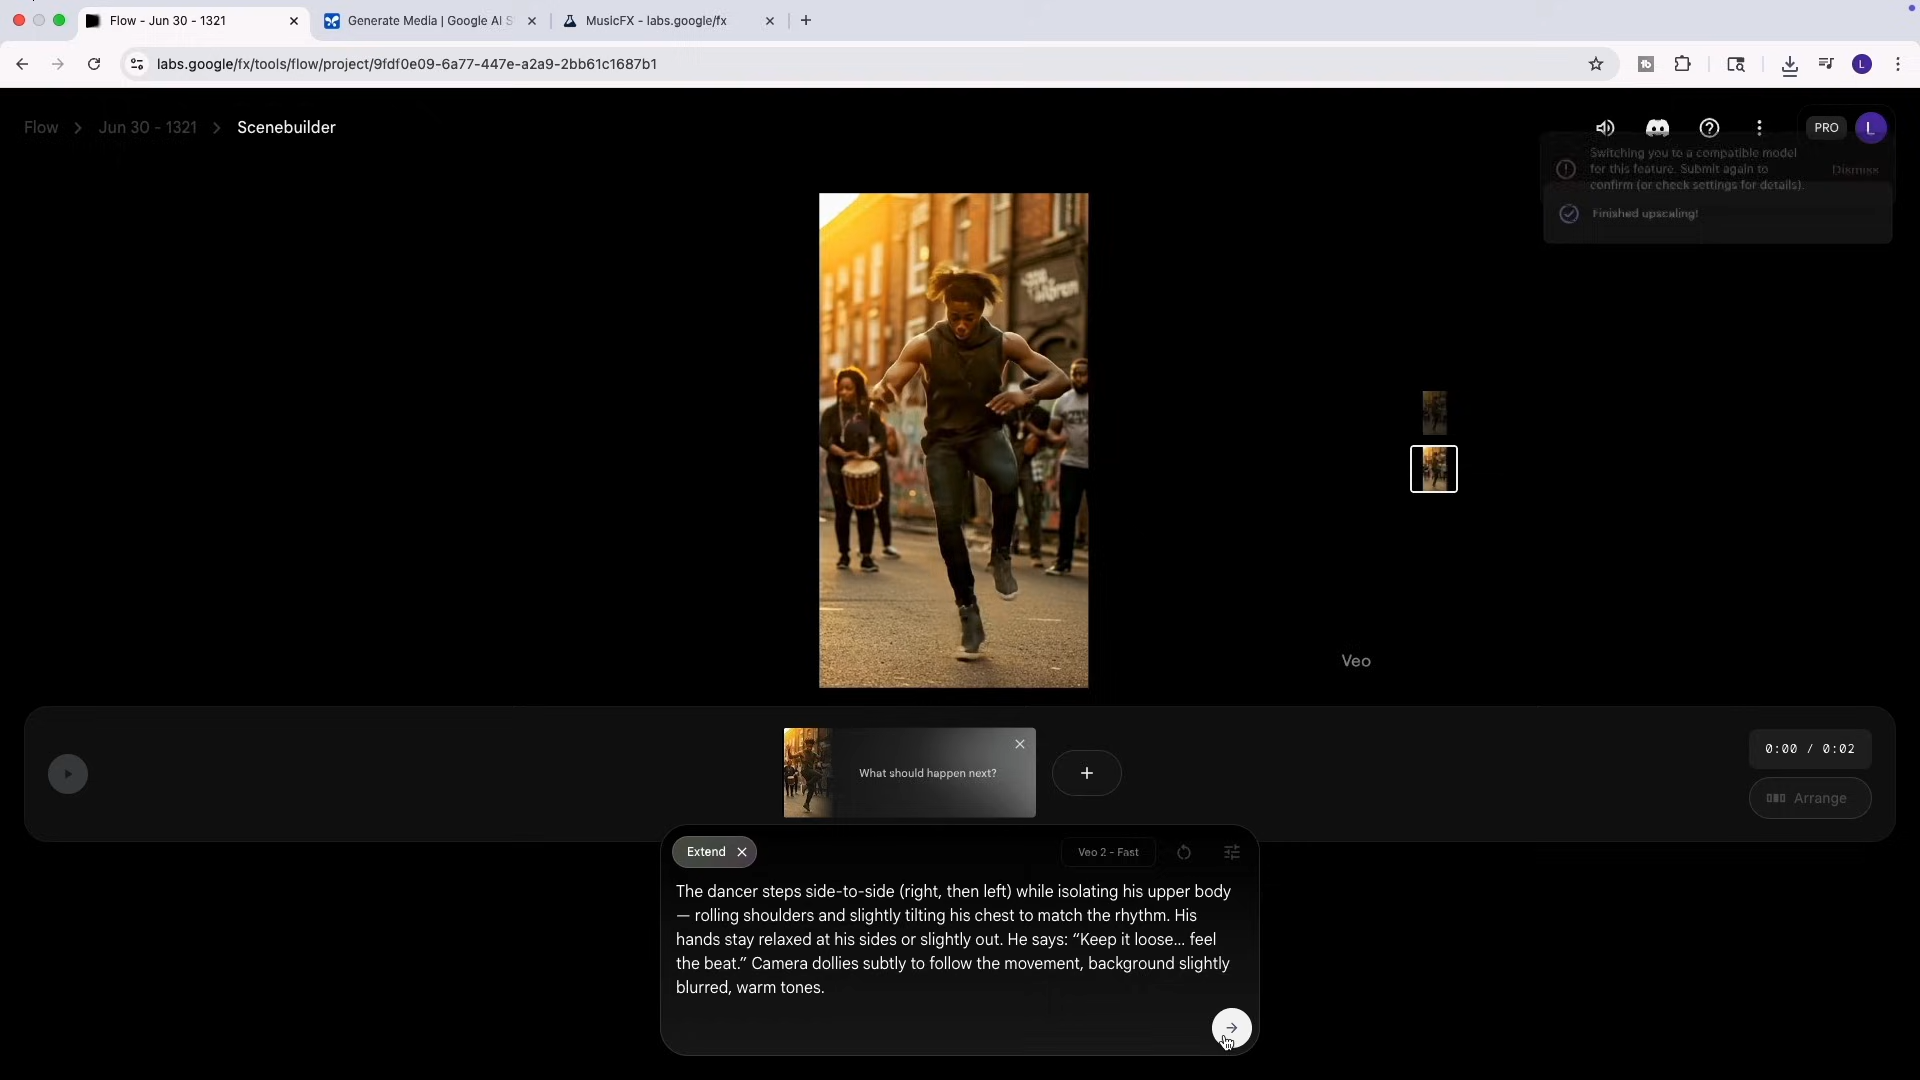 Flow - Jun 30 - 1321
Generate Media | Google AI S
MusicFX - labs.google/fx
labs.google/fx/tools/flow/project/9fdf0e09-6a77-447e-a2a9-2bb61c1687b1
L
Flow > Jun 30 - 1321 > Scenebuilder
PRO
L
Switching you to a compatible model
for this feature. Submit again to
confirm (or check settings for details).
Dismiss
Finished upscaling!
Veo
What should happen next?
0:00 / 0:02
Arrange
Extend
Veo 2 - Fast
The dancer steps side-to-side (right, then left) while isolating his upper body
— rolling shoulders and slightly tilting his chest to match the rhythm. His
hands stay relaxed at his sides or slightly out. He says: “Keep it loose... feel
the beat.” Camera dollies subtly to follow the movement, background slightly
blurred, warm tones.